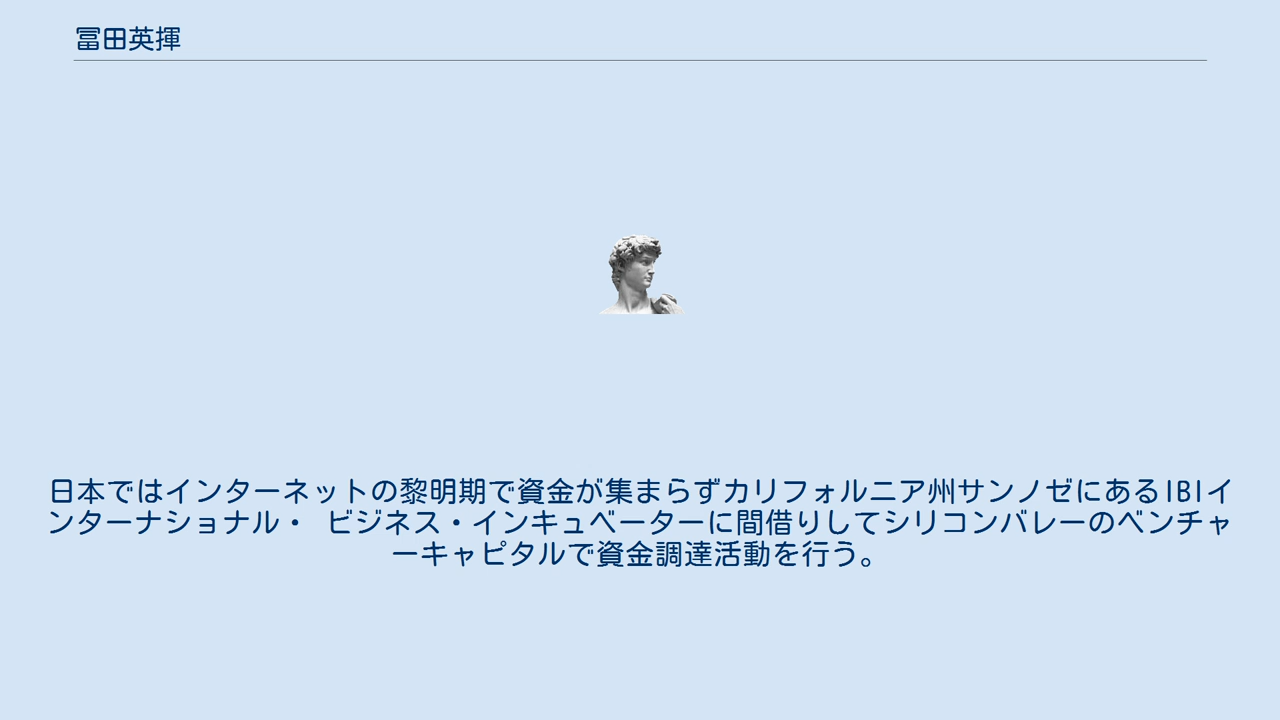 冨田英揮
日本ではインターネットの黎明期で資金が集まらずカリフォルニア州サンノゼにあるIBIイ
ンターナショナル・ ビジネス・インキュベーターに間借りしてシリコンバレーのベンチャ
ーキャピタルで資金調達活動を行う。